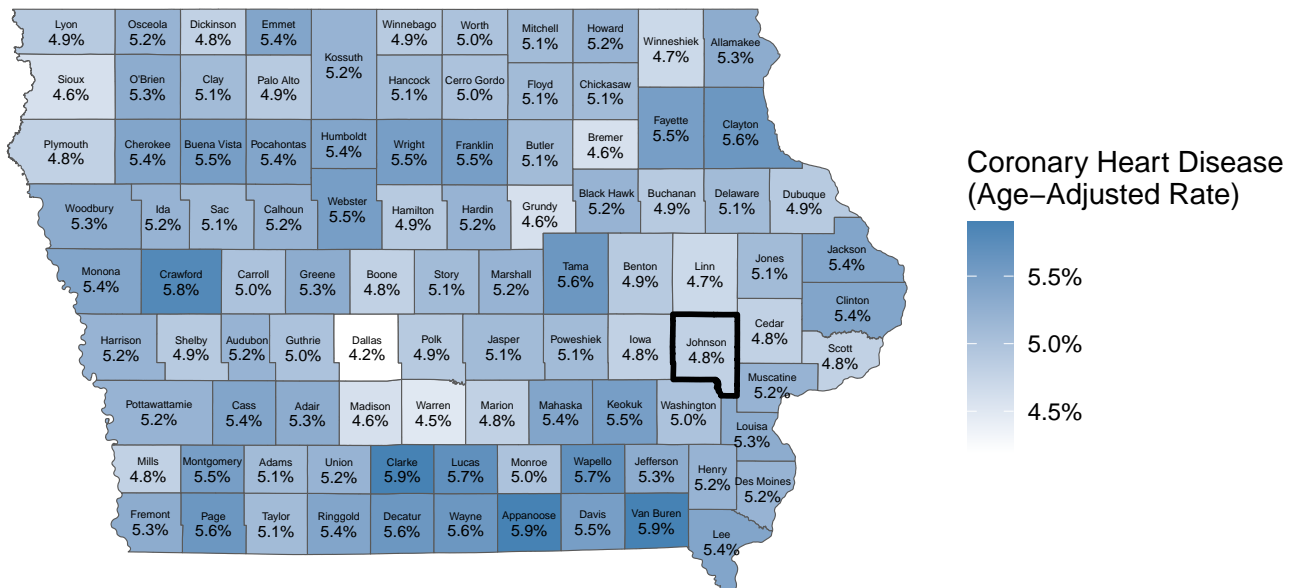 Lyon
4.9%
Osceola
5.2%
Dickinson
4.8%
Emmet
5.4%
Kossuth
5.2%
Winnebago
4.9%
Worth
5.0%
Mitchell
5.1%
Howard
5.2%
Winneshiek
4.7%
Allamakee
5.3%
Sioux
4.6%
O'Brien
5.3%
Clay
5.1%
Palo Alto
4.9%
Hancock
5.1%
Cerro Gordo
5.0%
Floyd
5.1%
Chickasaw
5.1%
Plymouth
4.8%
Cherokee
5.4%
Buena Vista
5.5%
Pocahontas
5.4%
Humboldt
5.4%
Wright
5.5%
Franklin
5.5%
Butler
5.1%
Bremer
4.6%
Fayette
5.5%
Clayton
5.6%
Woodbury
5.3%
Ida
5.2%
Sac
5.1%
Calhoun
5.2%
Webster
5.5%
Hamilton
4.9%
Hardin
5.2%
Grundy
4.6%
Black Hawk
5.2%
Buchanan
4.9%
Delaware
5.1%
Dubuque
4.9%
Monona
5.4%
Crawford
5.8%
Carroll
5.0%
Greene
5.3%
Boone
4.8%
Story
5.1%
Marshall
5.2%
Tama
5.6%
Benton
4.9%
Linn
4.7%
Jones
5.1%
Jackson
5.4%
Clinton
5.4%
Harrison
5.2%
Shelby
4.9%
Audubon
5.2%
Guthrie
5.0%
Dallas
4.2%
Polk
4.9%
Jasper
5.1%
Poweshiek
5.1%
Iowa
4.8%
Johnson
4.8%
Cedar
4.8%
Scott
4.8%
Muscatine
5.2%
Pottawattamie
5.2%
Cass
5.4%
Adair
5.3%
Madison
4.6%
Warren
4.5%
Marion
4.8%
Mahaska
5.4%
Keokuk
5.5%
Washington
5.0%
Louisa
5.3%
Mills
4.8%
Montgomery
5.5%
Adams
5.1%
Union
5.2%
Clarke
5.9%
Lucas
5.7%
Monroe
5.0%
Wapello
5.7%
Jefferson
5.3%
Henry
5.2%
Des Moines
5.2%
Fremont
5.3%
Page
5.6%
Taylor
5.1%
Ringgold
5.4%
Decatur
5.6%
Wayne
5.6%
Appanoose
5.9%
Davis
5.5%
Van Buren
5.9%
Lee
5.4%
Coronary Heart Disease
(Age−Adjusted Rate)
5.5%
5.0%
4.5%